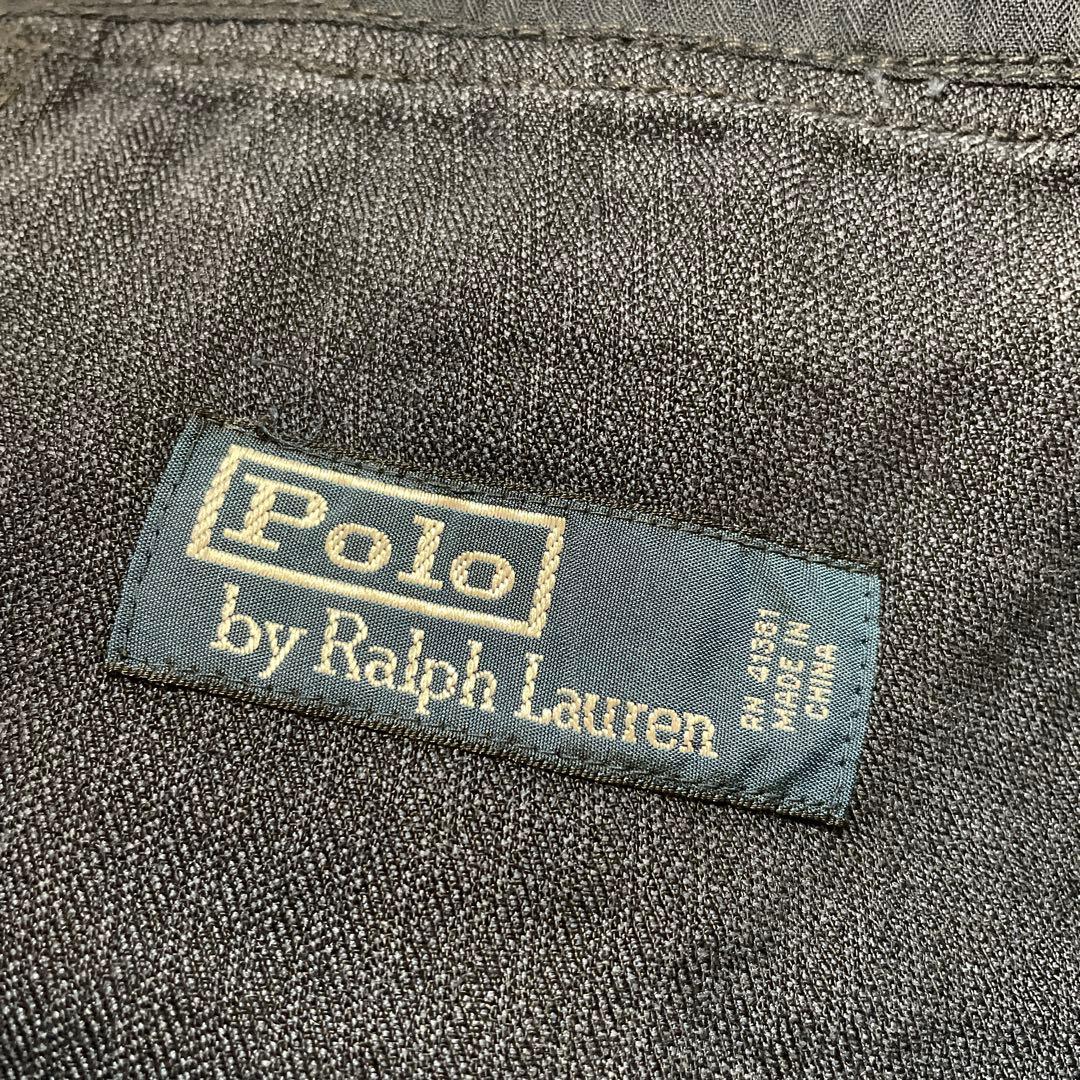 Polo
by Ralph Lauren
RN 41381
MADE IN
CHINA